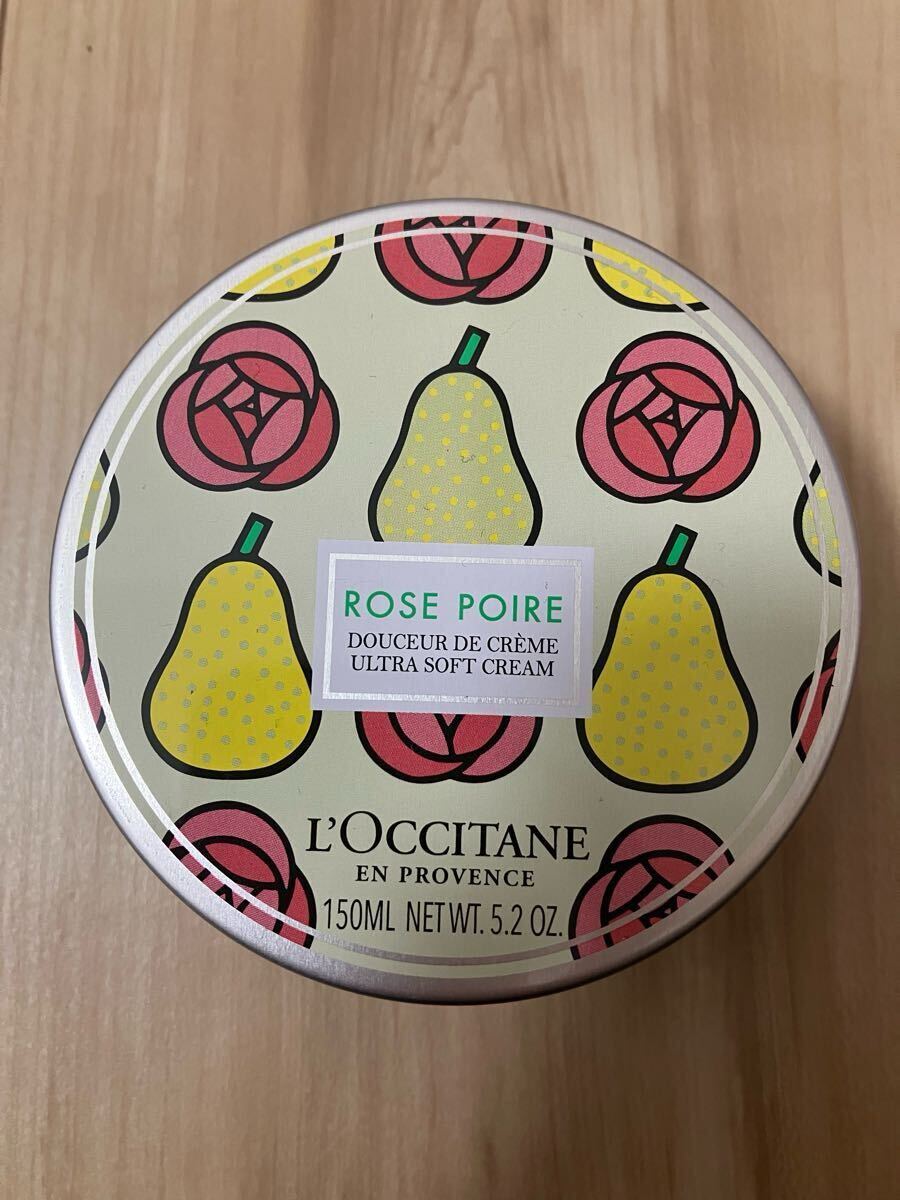 ROSE POIRE
DOUCEUR DE CRÈME
ULTRA SOFT CREAM
L'OCCITANE
EN PROVENCE
150ML NET WT. 5.2 OZ.